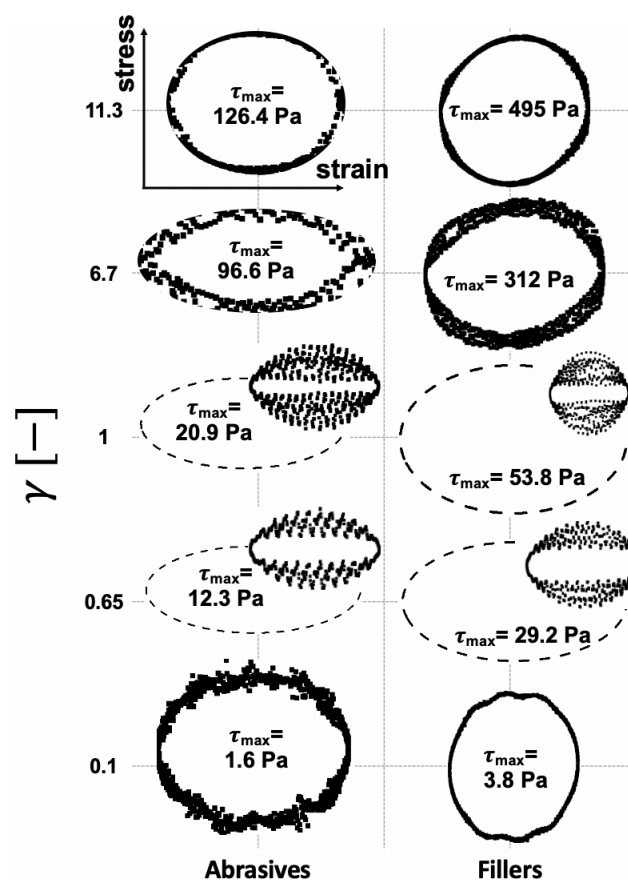 stress
τmax=
126.4 Pa
strain
τmax= 495 Pa
11.3
τmax=
96.6 Pa
τmax= 312 Pa
6.7
τmax=
20.9 Pa
τmax= 53.8 Pa
1
γ [−]
τmax=
12.3 Pa
τmax= 29.2 Pa
0.65
τmax=
1.6 Pa
τmax=
3.8 Pa
0.1
Abrasives
Fillers